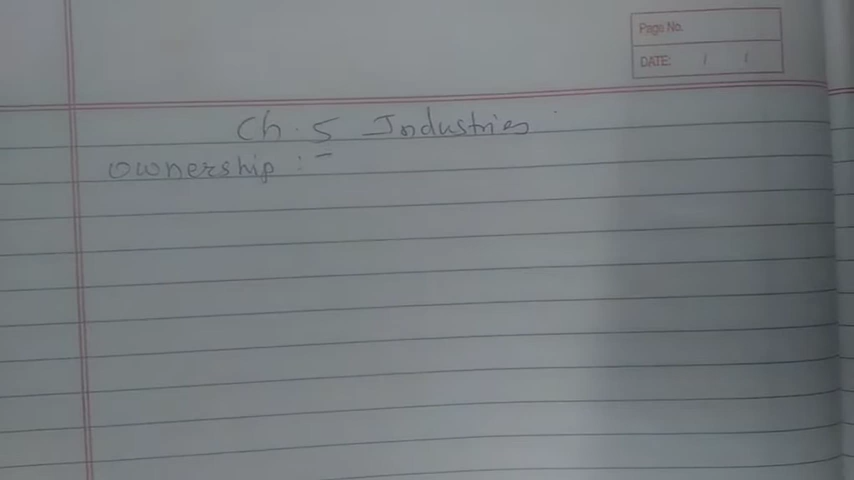 Page No.
DATE: / /
Ch. 5 Industries
ownership :-